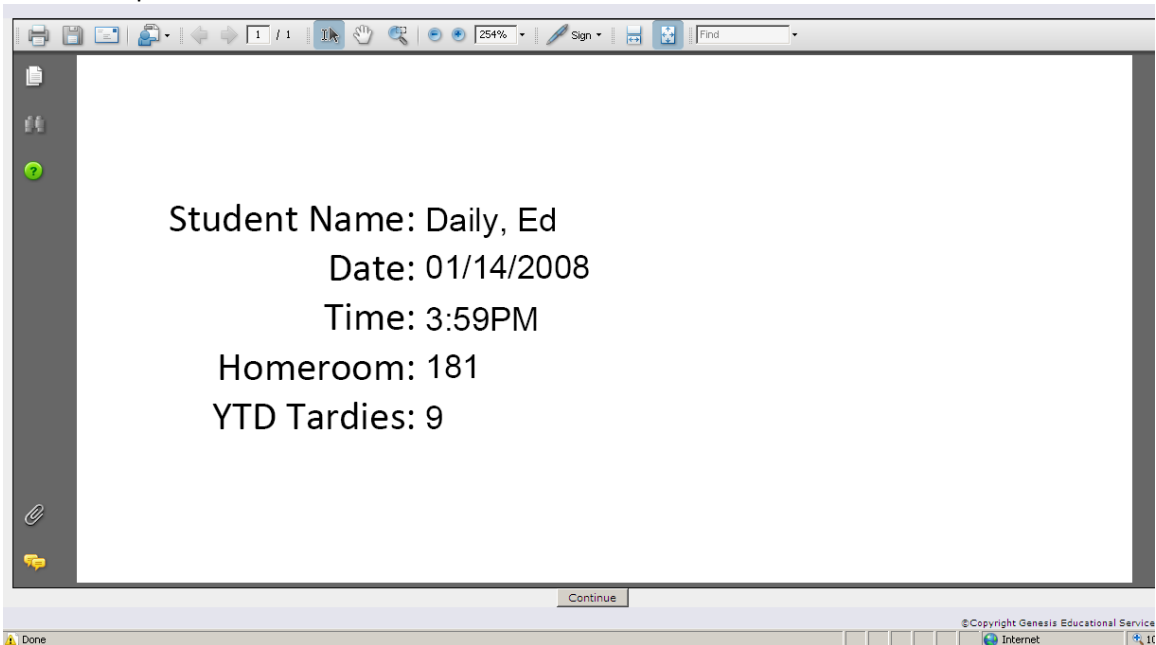 1 / 1 254% Sign Find
Student Name: Daily, Ed
Date: 01/14/2008
Time: 3:59PM
Homeroom: 181
YTD Tardies: 9
Continue
©Copyright Genesis Educational Service
Done Internet 10